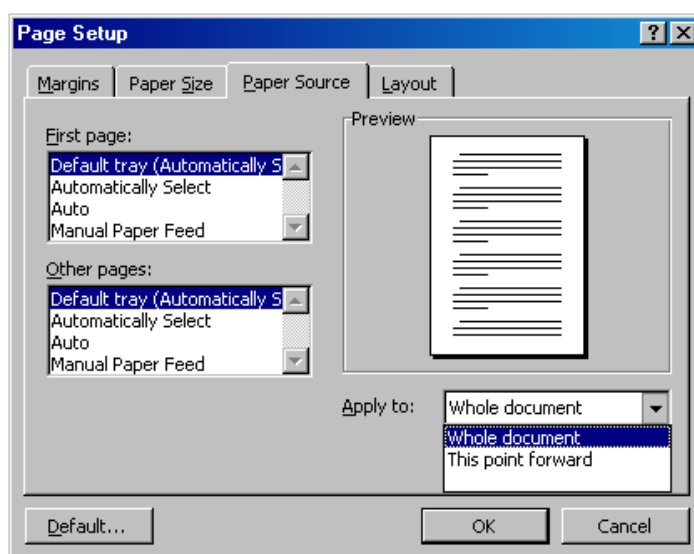 Page Setup
Margins
Paper Size
Paper Source
Layout
First page:
Default tray (Automatically S
Automatically Select
Auto
Manual Paper Feed
Other pages:
Default tray (Automatically S
Automatically Select
Auto
Manual Paper Feed
Preview
Apply to:
Whole document
Whole document
This point forward
Default...
OK
Cancel